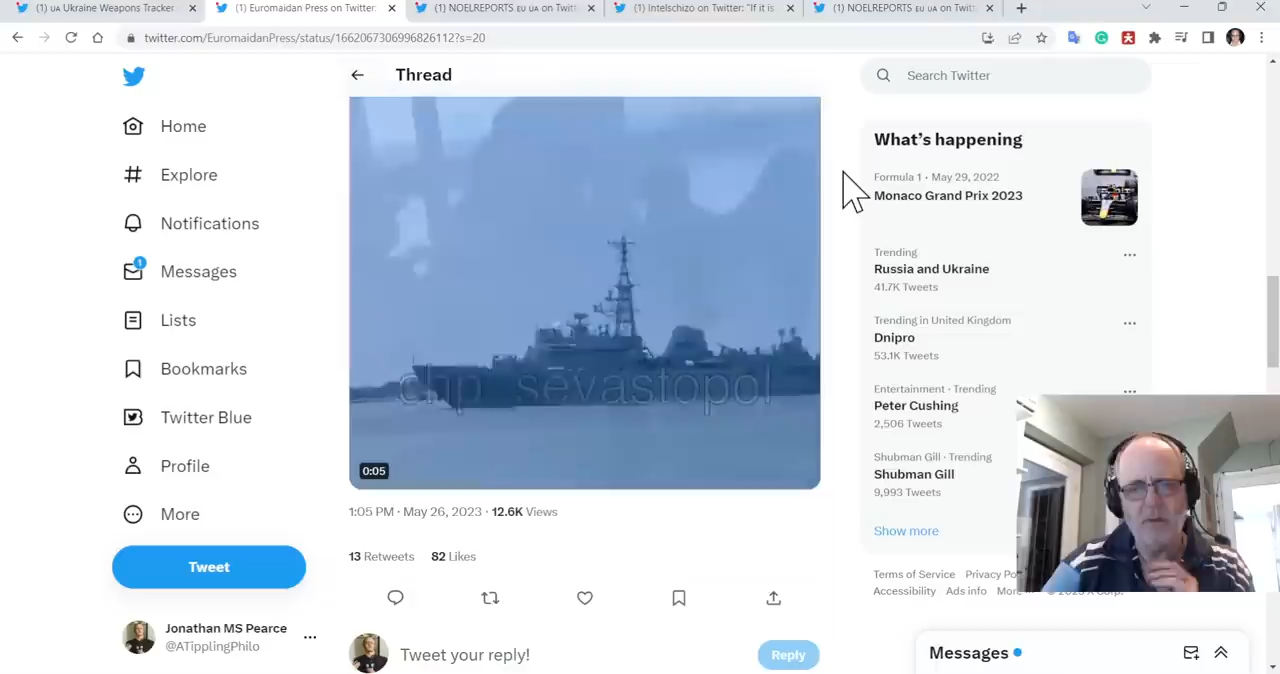 (1) UA Ukraine Weapons Tracker
(1) Euromaidan Press on Twitter:
(1) NOELREPORTS EU UA on Twitt
(1) Intelschizo on Twitter: "If it is
(1) NOELREPORTS EU UA on Twit
twitter.com/EuromaidanPress/status/1662067306996826112?s=20
Thread
Search Twitter
Home
Explore
Notifications
1
Messages
Lists
Bookmarks
Twitter Blue
Profile
More
Tweet
Jonathan MS Pearce
@ATipplingPhilo
chp_sevastopol
0:05
1:05 PM · May 26, 2023 · 12.6K Views
13 Retweets 82 Likes
Tweet your reply!
Reply
What's happening
Formula 1 · May 29, 2022
Monaco Grand Prix 2023
Trending
Russia and Ukraine
41.7K Tweets
Trending in United Kingdom
Dnipro
53.1K Tweets
Entertainment · Trending
Peter Cushing
2,506 Tweets
Shubman Gill · Trending
Shubman Gill
9,993 Tweets
Show more
Terms of Service Privacy Po
Accessibility Ads info More
Messages